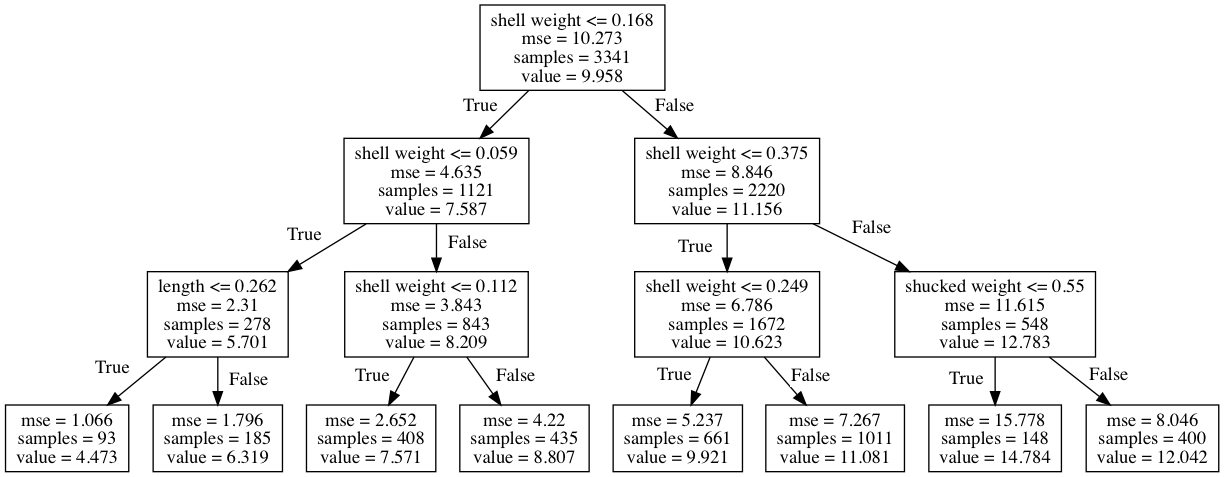 shell weight <= 0.168
mse = 10.273
samples = 3341
value = 9.958
True
False
shell weight <= 0.059
mse = 4.635
samples = 1121
value = 7.587
shell weight <= 0.375
mse = 8.846
samples = 2220
value = 11.156
True
False
True
False
length <= 0.262
mse = 2.31
samples = 278
value = 5.701
shell weight <= 0.112
mse = 3.843
samples = 843
value = 8.209
shell weight <= 0.249
mse = 6.786
samples = 1672
value = 10.623
shucked weight <= 0.55
mse = 11.615
samples = 548
value = 12.783
True
False
True
False
True
False
True
False
mse = 1.066
samples = 93
value = 4.473
mse = 1.796
samples = 185
value = 6.319
mse = 2.652
samples = 408
value = 7.571
mse = 4.22
samples = 435
value = 8.807
mse = 5.237
samples = 661
value = 9.921
mse = 7.267
samples = 1011
value = 11.081
mse = 15.778
samples = 148
value = 14.784
mse = 8.046
samples = 400
value = 12.042